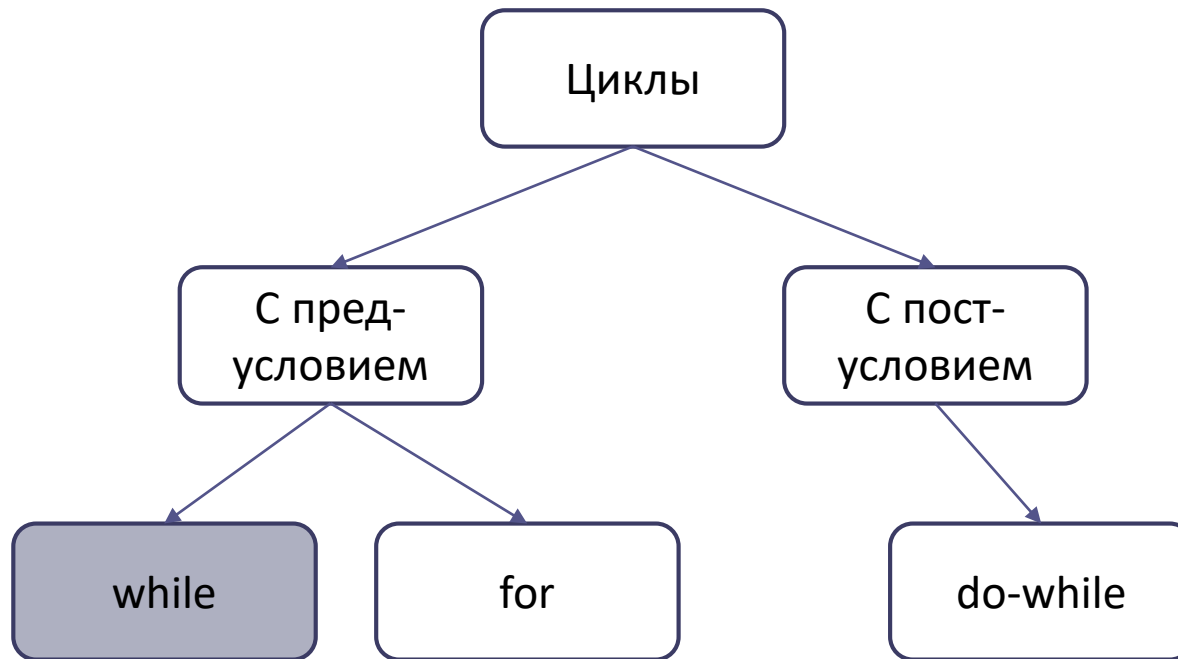 Циклы
С пред-
условием
С пост-
условием
while
for
do-while